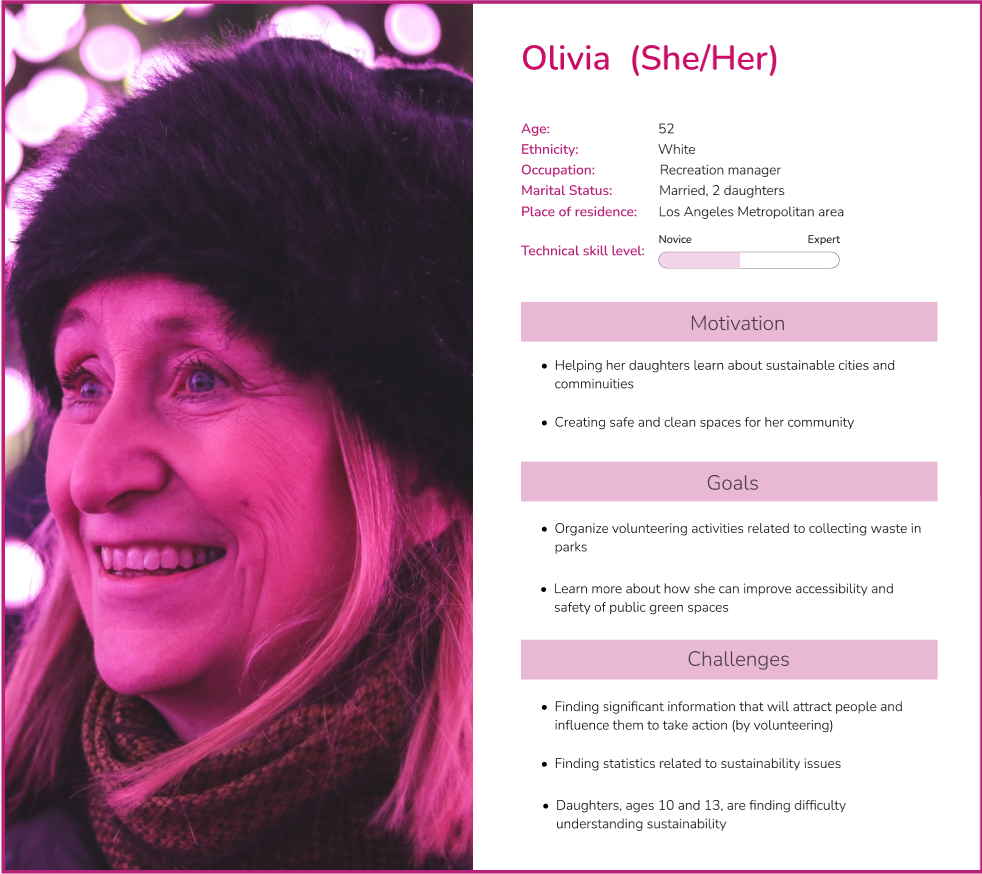 Olivia (She/Her)
Age: 52
Ethnicity: White
Occupation: Recreation manager
Marital Status: Married, 2 daughters
Place of residence: Los Angeles Metropolitan area
Novice Expert
Technical skill level:
Motivation
• Helping her daughters learn about sustainable cities and
comminuities
• Creating safe and clean spaces for her community
Goals
• Organize volunteering activities related to collecting waste in
parks
• Learn more about how she can improve accessibility and
safety of public green spaces
Challenges
• Finding significant information that will attract people and
influence them to take action (by volunteering)
• Finding statistics related to sustainability issues
• Daughters, ages 10 and 13, are finding difficulty
understanding sustainability